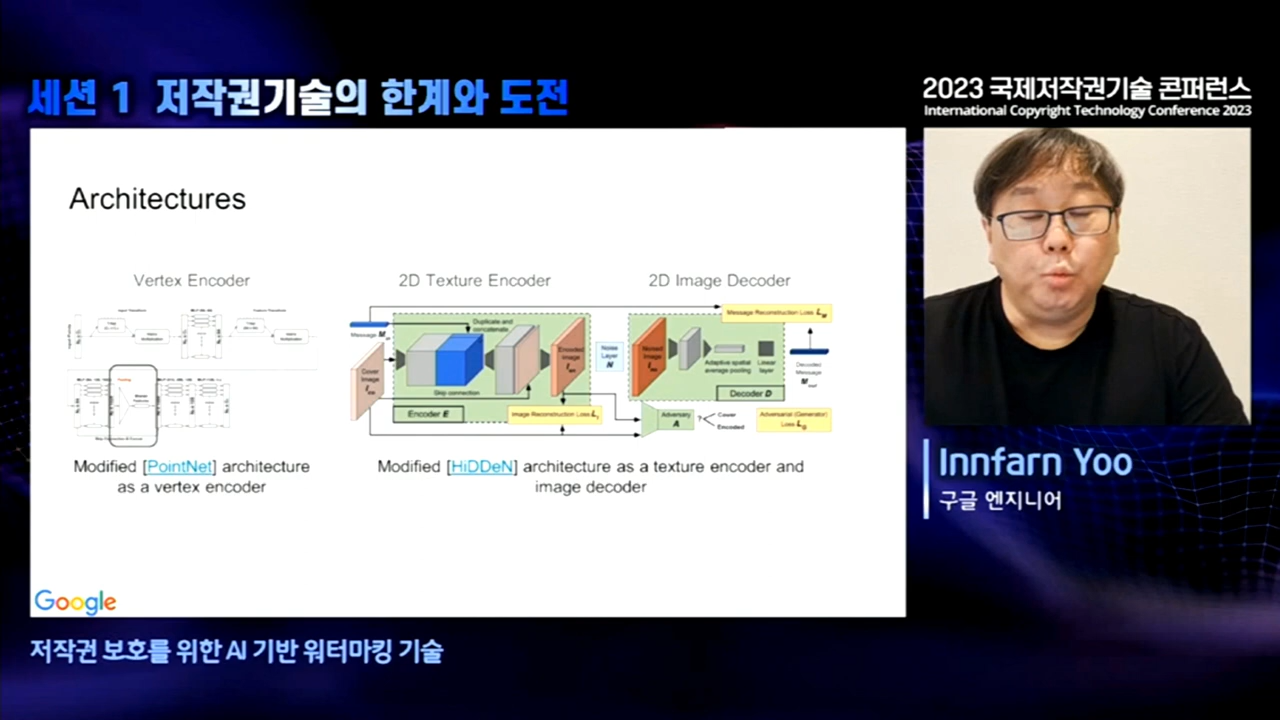 세션 1 저작권기술의 한계와 도전
2023 국제저작권기술 콘퍼런스
International Copyright Technology Conference 2023
Architectures
Vertex Encoder
2D Texture Encoder
2D Image Decoder
Message Reconstruction Loss
Duplicate and
concatenate
Message
Cover
Image
Encoded
Image
Noise
Layer
N
Noised
Image
Adaptive spatial
average pooling
Linear
layer
Decoded
Message
Skip connection
Encoder E
Decoder D
Image Reconstruction Loss
Adversary
A
?
Cover
Encoded
Adversarial (Generator)
Loss
Modified [PointNet] architecture
as a vertex encoder
Modified [HiDDeN] architecture as a texture encoder and
image decoder
Google
Innfarn Yoo
구글 엔지니어
저작권 보호를 위한 AI 기반 워터마킹 기술